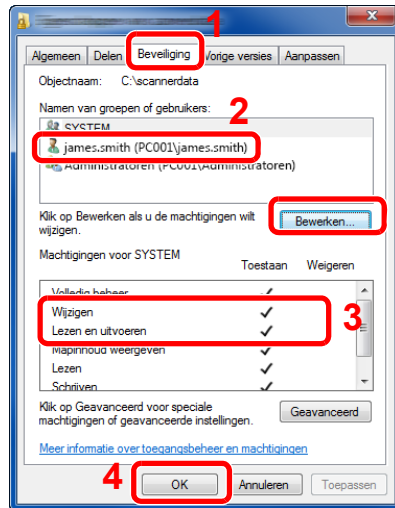 1
Algemeen Delen Beveiliging Vorige versies Aanpassen
Objectnaam: C:\scannerdata
Namen van groepen of gebruikers:
2
SYSTEM
james.smith (PC001\james.smith)
Administratoren (PC001\Administratoren)
Klik op Bewerken als u de machtigingen wilt
wijzigen.
Bewerken...
Machtigingen voor SYSTEM
Toestaan Weigeren
Volledig beheer
Wijzigen
3
Lezen en uitvoeren
Mapinhoud weergeven
Lezen
Schrijven
Klik op Geavanceerd voor speciale
machtigingen of geavanceerde instellingen.
Geavanceerd
Meer informatie over toegangsbeheer en machtigingen
4
OK Annuleren Toepassen